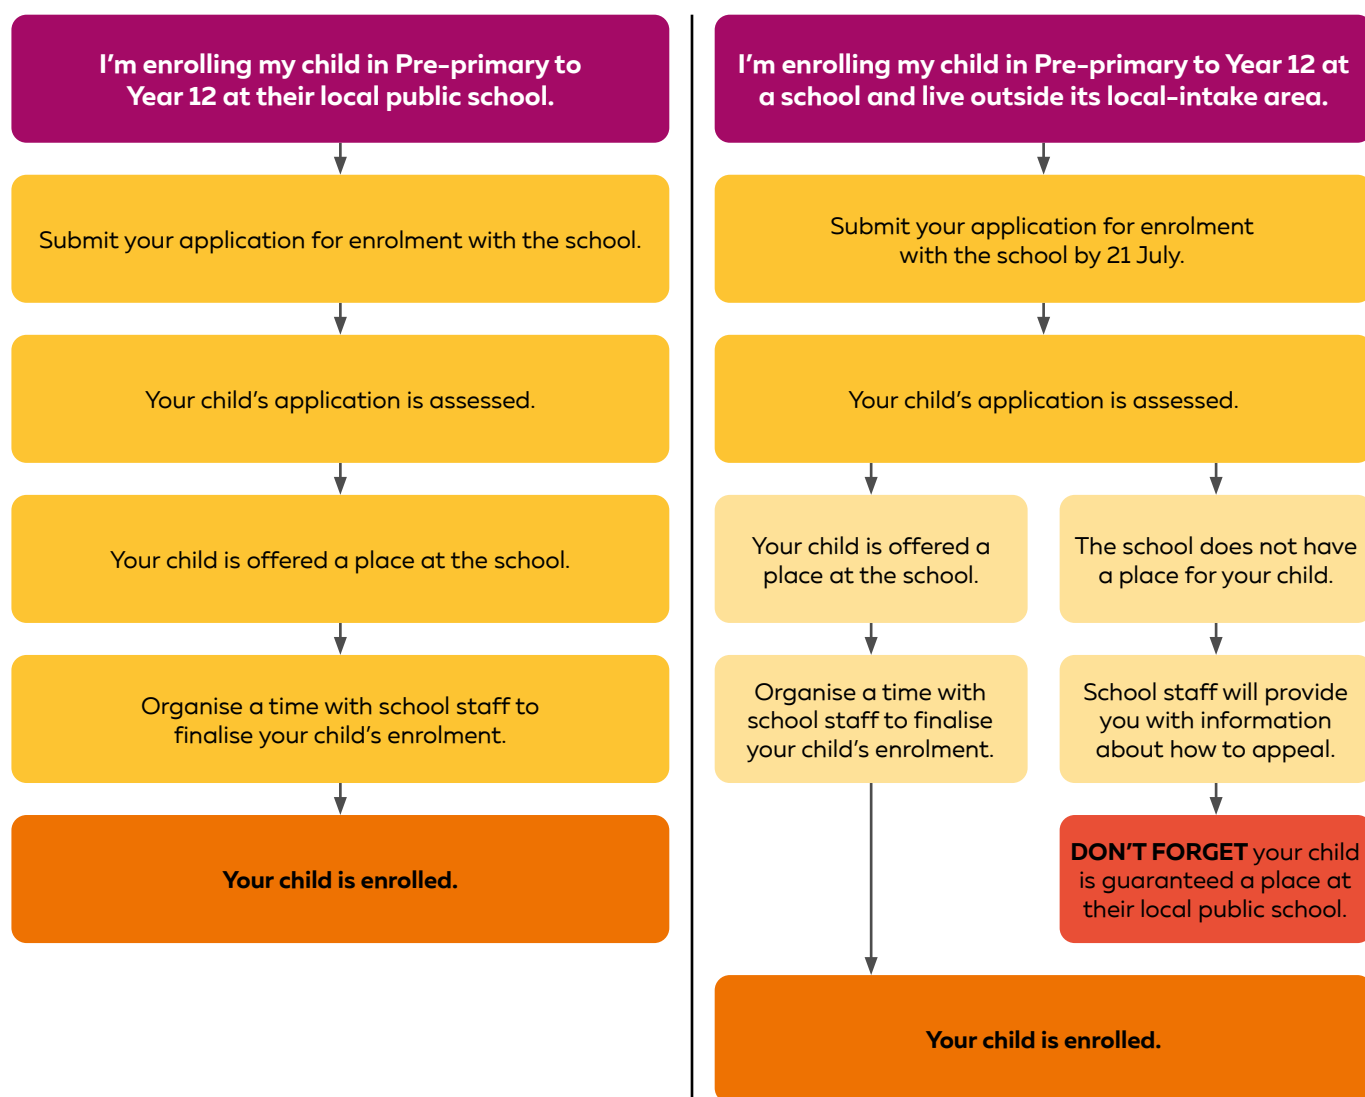 I'm enrolling my child in Pre-primary to
Year 12 at their local public school.
Submit your application for enrolment with the school.
Your child's application is assessed.
Your child is offered a place at the school.
Organise a time with school staff to
finalise your child's enrolment.
Your child is enrolled.
I'm enrolling my child in Pre-primary to Year 12 at
a school and live outside its local-intake area.
Submit your application for enrolment
with the school by 21 July.
Your child's application is assessed.
Your child is offered a
place at the school.
Organise a time with
school staff to finalise
your child's enrolment.
The school does not have
a place for your child.
School staff will provide
you with information
about how to appeal.
DON'T FORGET your child
is guaranteed a place at
their local public school.
Your child is enrolled.